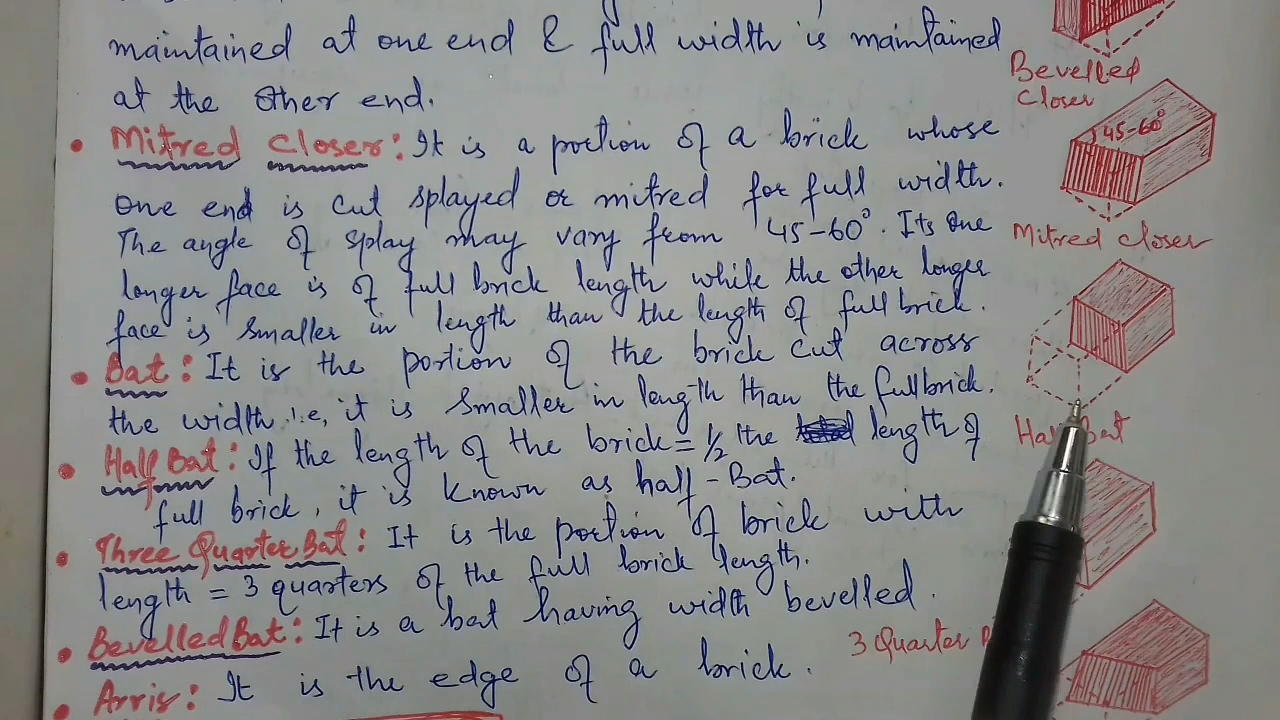 maintained at one end & full width is maintained
at the other end.
• Mitred Closer: It is a portion of a brick whose
one end is cut splayed or mitred for full width.
The angle of splay may vary from 45-60°. Its one
longer face is of full brick length while the other longer
face is smaller in length than the length of full brick.
• Bat: It is the portion of the brick cut across
the width i.e, it is smaller in length than the full brick.
• Half Bat: If the length of the brick = 1/2 the length of
full brick, it is known as half-Bat.
• Three Quarter Bat: It is the portion of brick with
length = 3 quarters of the full brick length.
• Bevelled Bat: It is a bat having width bevelled.
• Arris: It is the edge of a brick.
Bevelled
Closer
45-60°
Mitred closer
Bat
3 Quarter